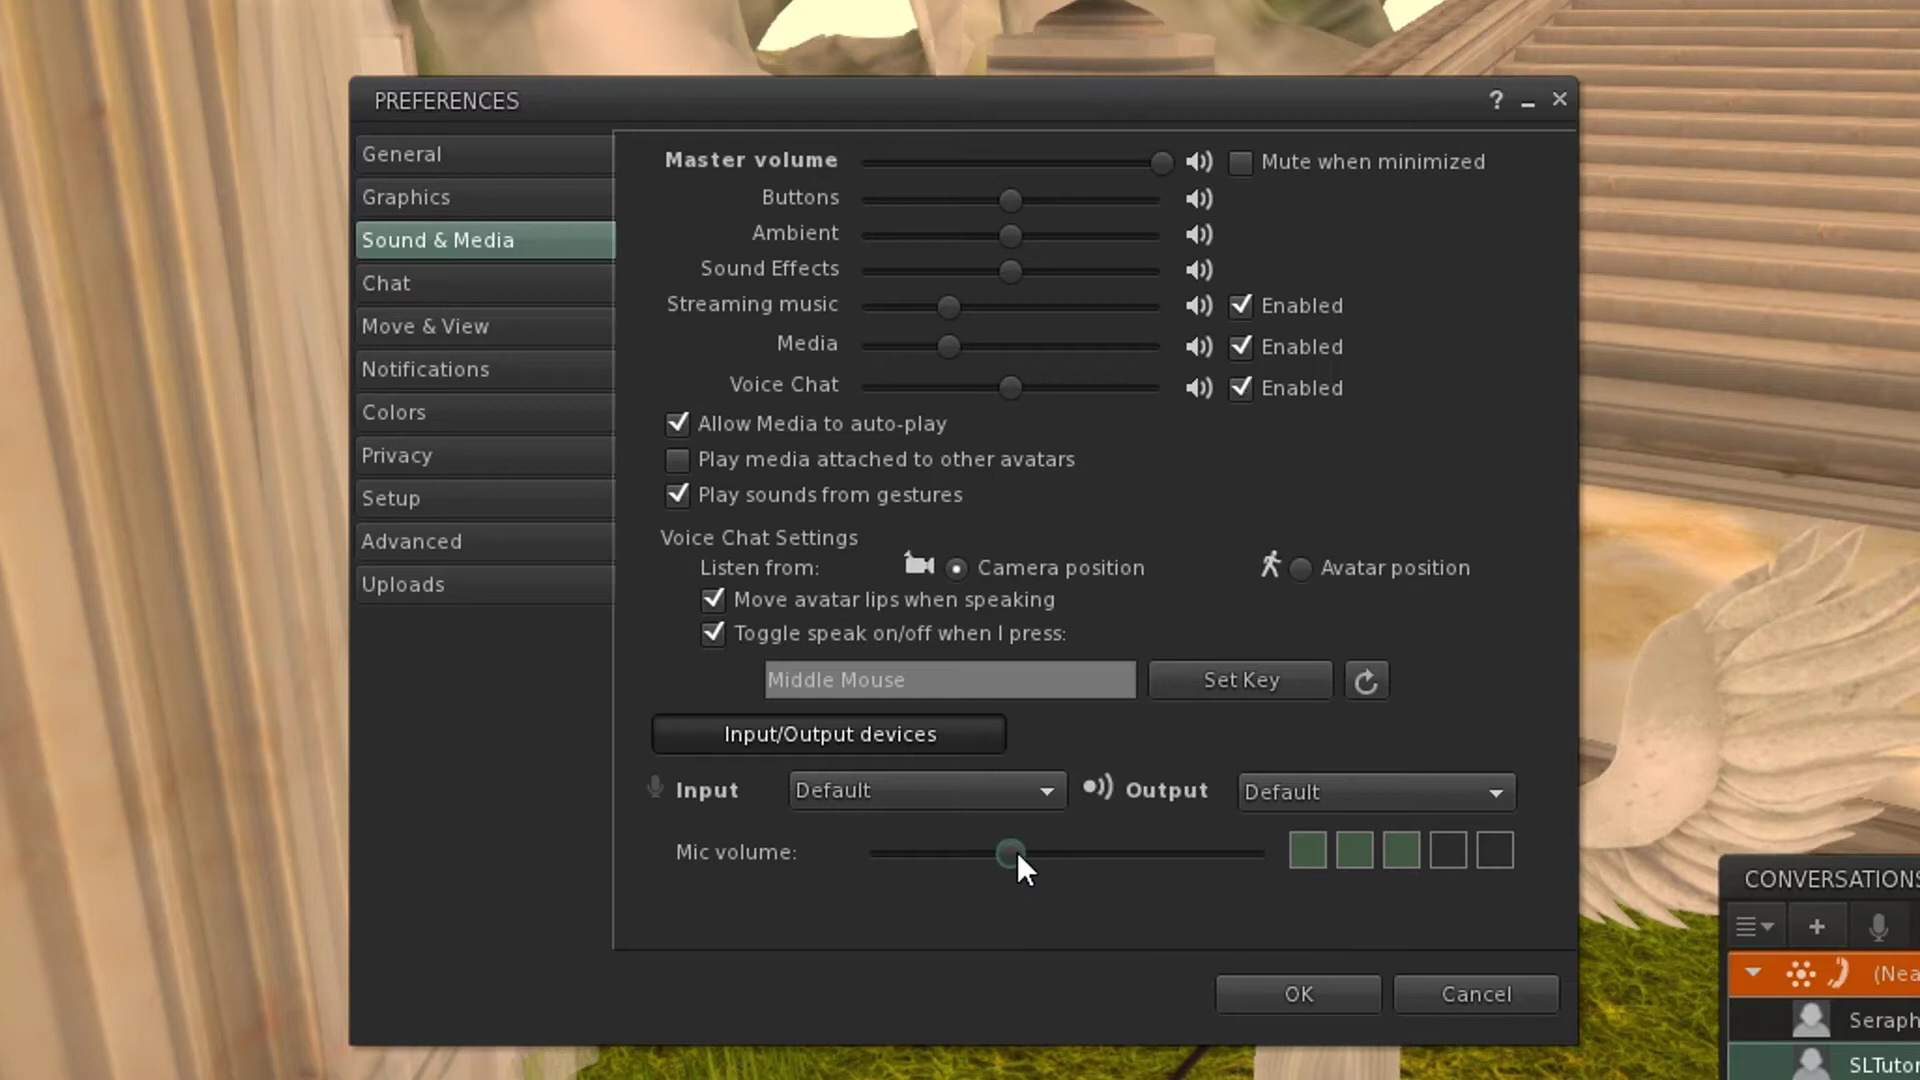 PREFERENCES
?
General
Graphics
Sound & Media
Chat
Move & View
Notifications
Colors
Privacy
Setup
Advanced
Uploads
Master volume
Mute when minimized
Buttons
Ambient
Sound Effects
Streaming music
Enabled
Media
Enabled
Voice Chat
Enabled
Allow Media to auto-play
Play media attached to other avatars
Play sounds from gestures
Voice Chat Settings
Listen from: Camera position Avatar position
Move avatar lips when speaking
Toggle speak on/off when I press:
Middle Mouse Set Key
Input/Output devices
Input Default Output Default
Mic volume:
OK Cancel
CONVERSATIONS
(Nea
Seraph
SLTutor